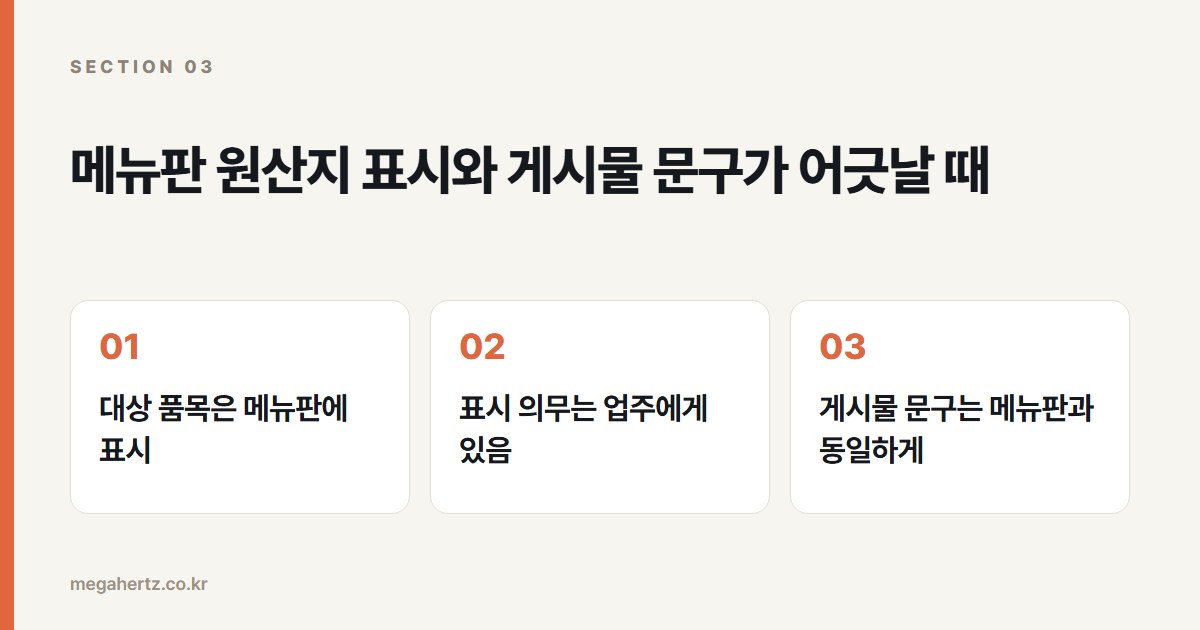 SECTION 03
메뉴판 원산지 표시와 게시물 문구가 어긋날 때
01
대상 품목은 메뉴판에
표시
02
표시 의무는 업주에게
있음
03
게시물 문구는 메뉴판과
동일하게
megahertz.co.kr